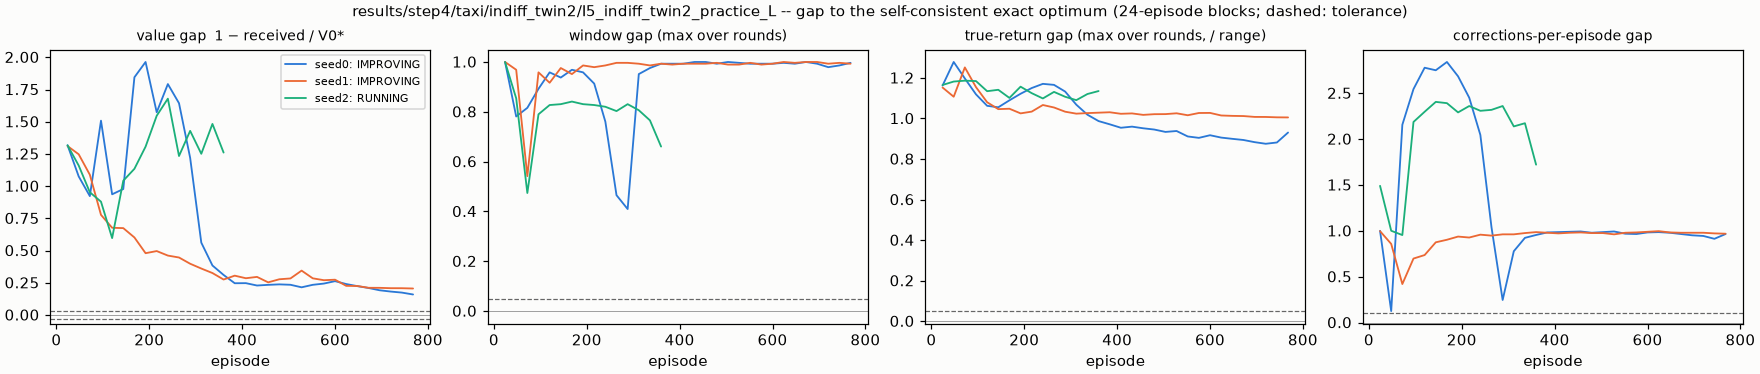 results/step4/taxi/indiff_twin2/l5_indiff_twin2_practice_L -- gap to the self-consistent exact optimum (24-episode blocks; dashed: tolerance)
value gap 1 − received / V0*
2.00
1.75
1.50
1.25
1.00
0.75
0.50
0.25
0.00
seed0: IMPROVING
seed1: IMPROVING
seed2: RUNNING
0 200 400 600 800
episode
window gap (max over rounds)
1.0
0.8
0.6
0.4
0.2
0.0
0 200 400 600 800
episode
true-return gap (max over rounds, / range)
1.2
1.0
0.8
0.6
0.4
0.2
0.0
0 200 400 600 800
episode
corrections-per-episode gap
2.5
2.0
1.5
1.0
0.5
0.0
0 200 400 600 800
episode